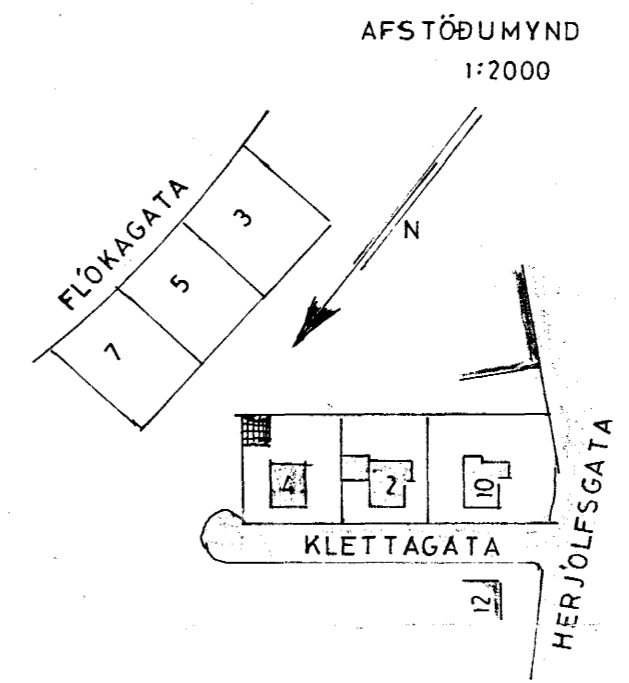 AFSTÖÐUMYND
1:2000
FLÓKAGATA
3
5
7
N
4
2
10
KLETTAGATA
12
HERJÓLFSGATA